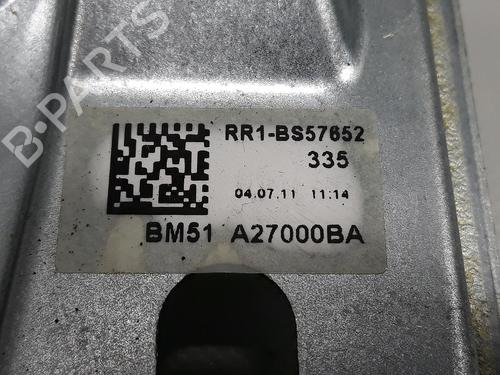 B-PARTS
RR1-BS57652
335
04.07.11 11:14
BM51 A27000BA